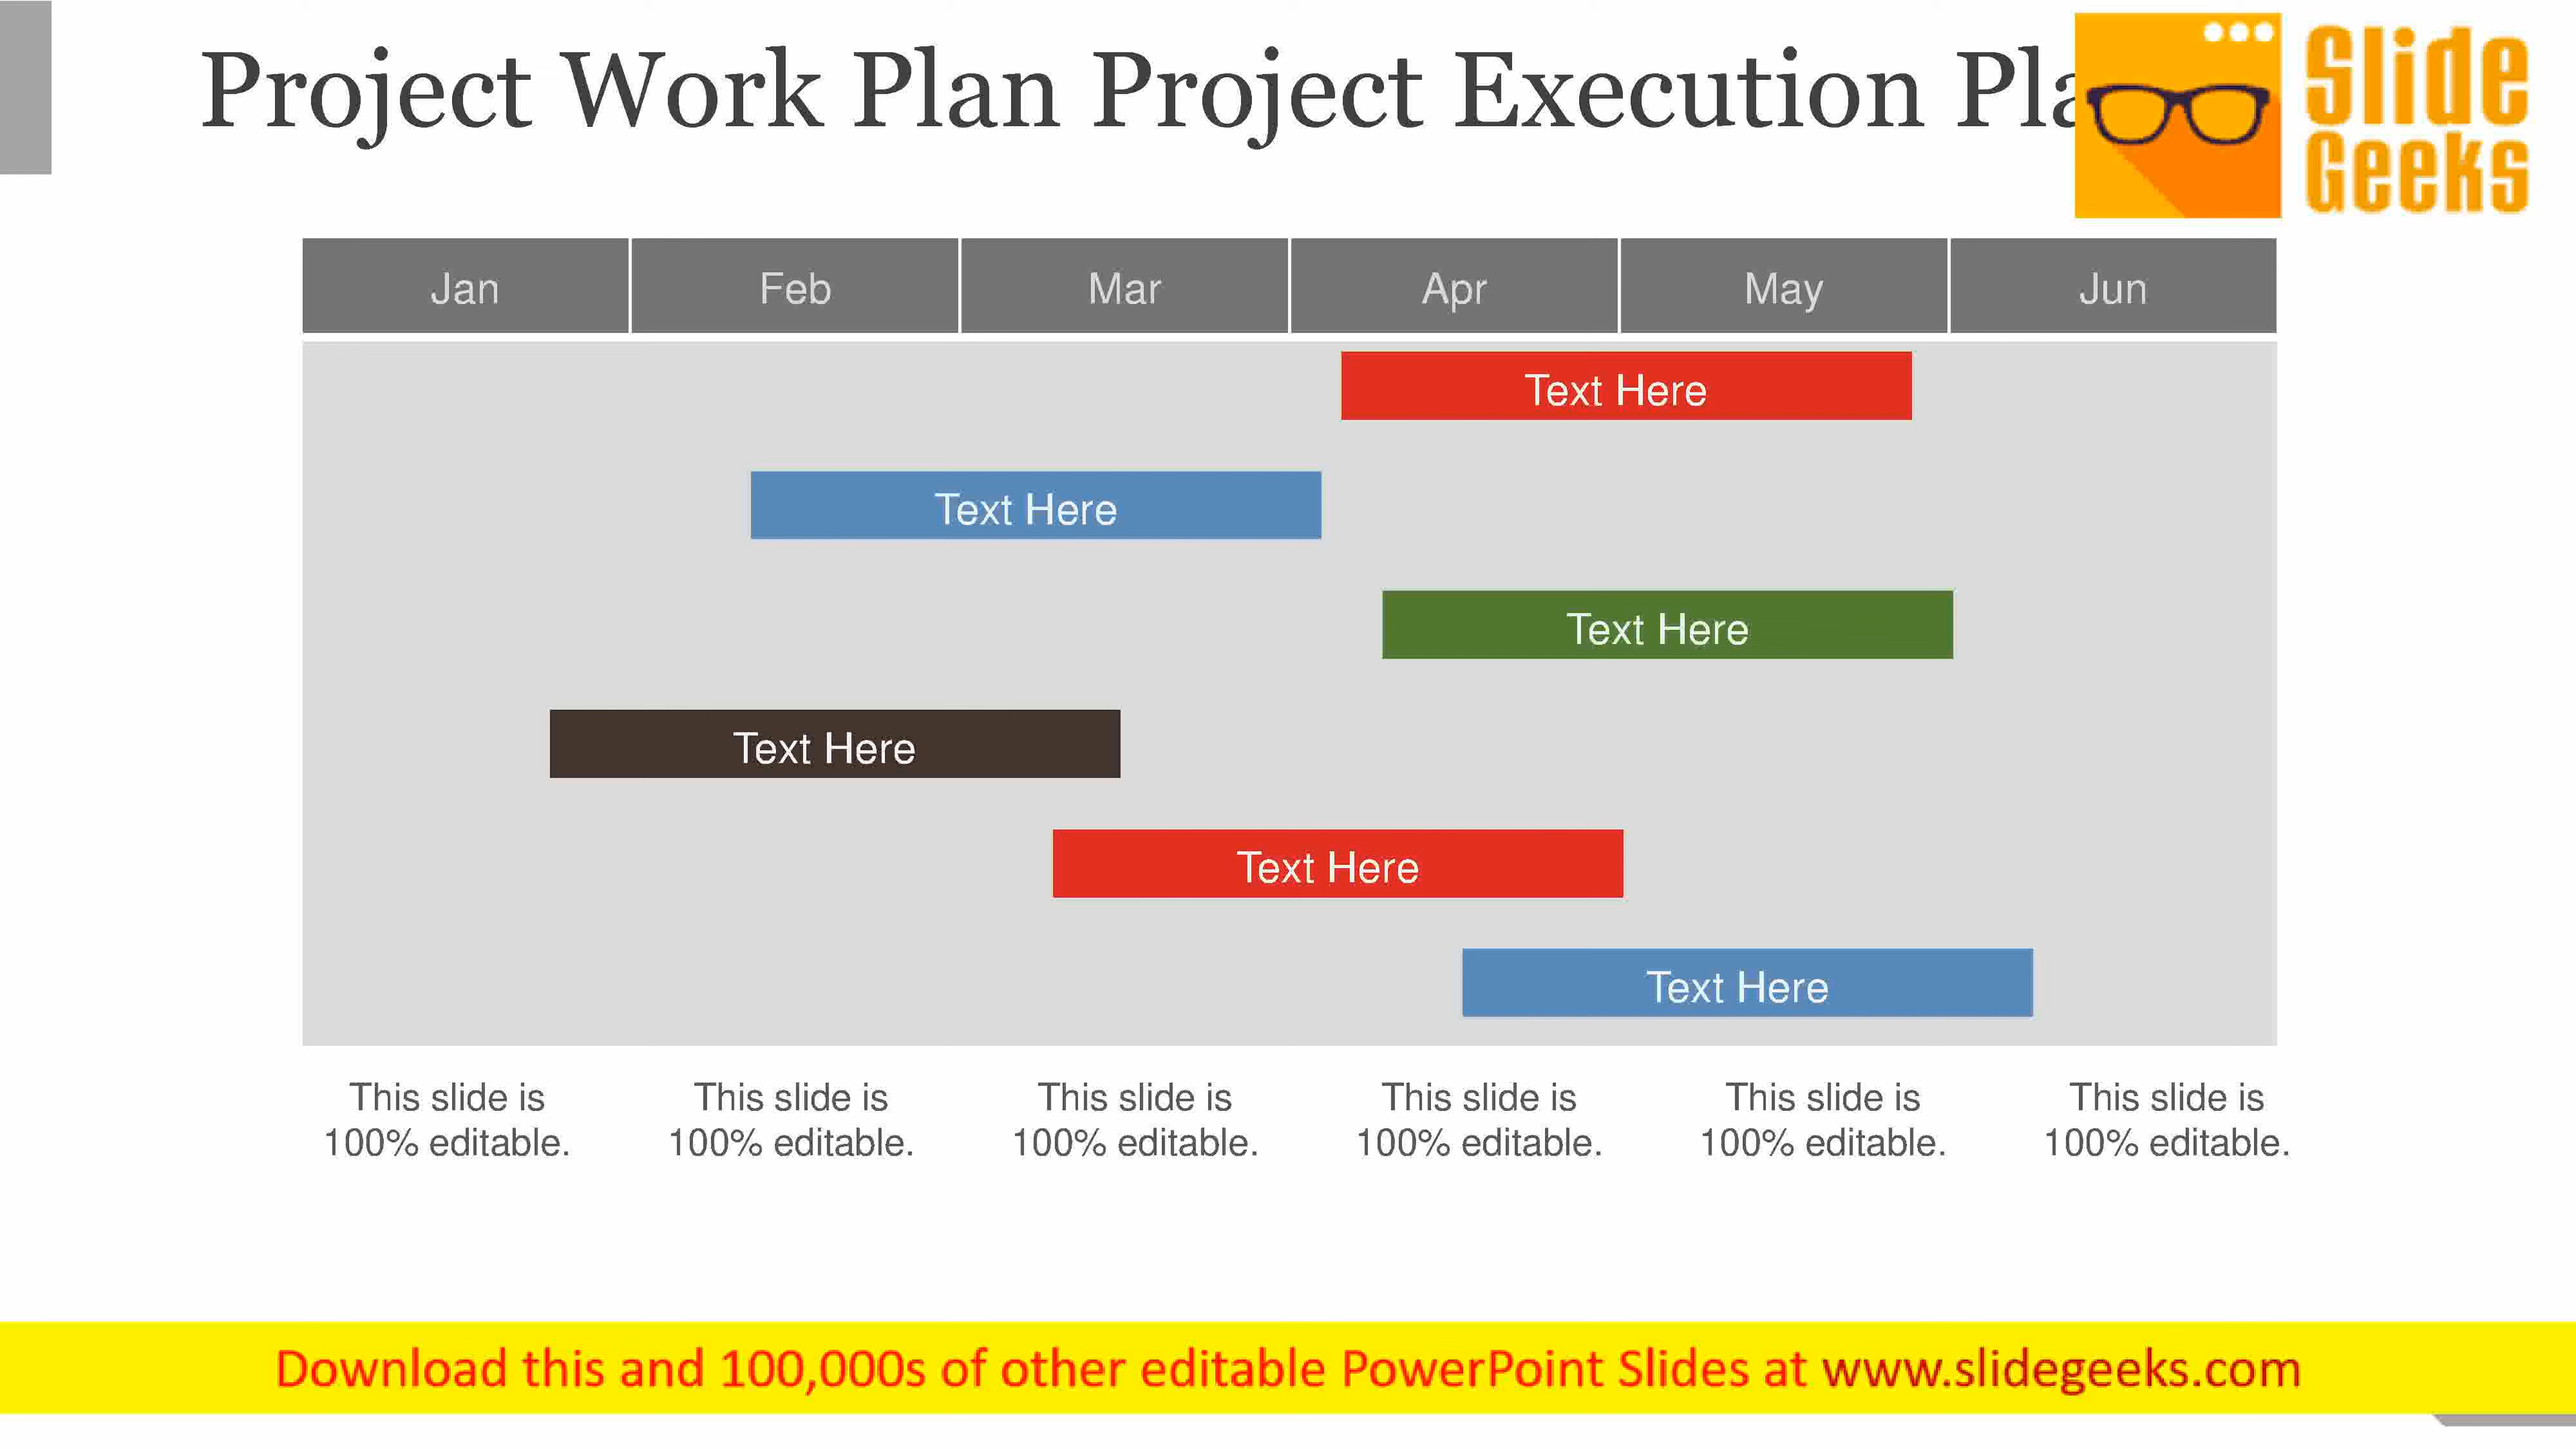 Project Work Plan Project Execution Pla
Slide
Geeks
Jan Feb Mar Apr May Jun
Text Here
Text Here
Text Here
Text Here
Text Here
Text Here
This slide is
100% editable.
This slide is
100% editable.
This slide is
100% editable.
This slide is
100% editable.
This slide is
100% editable.
This slide is
100% editable.
Download this and 100,000s of other editable PowerPoint Slides at www.slidegeeks.com